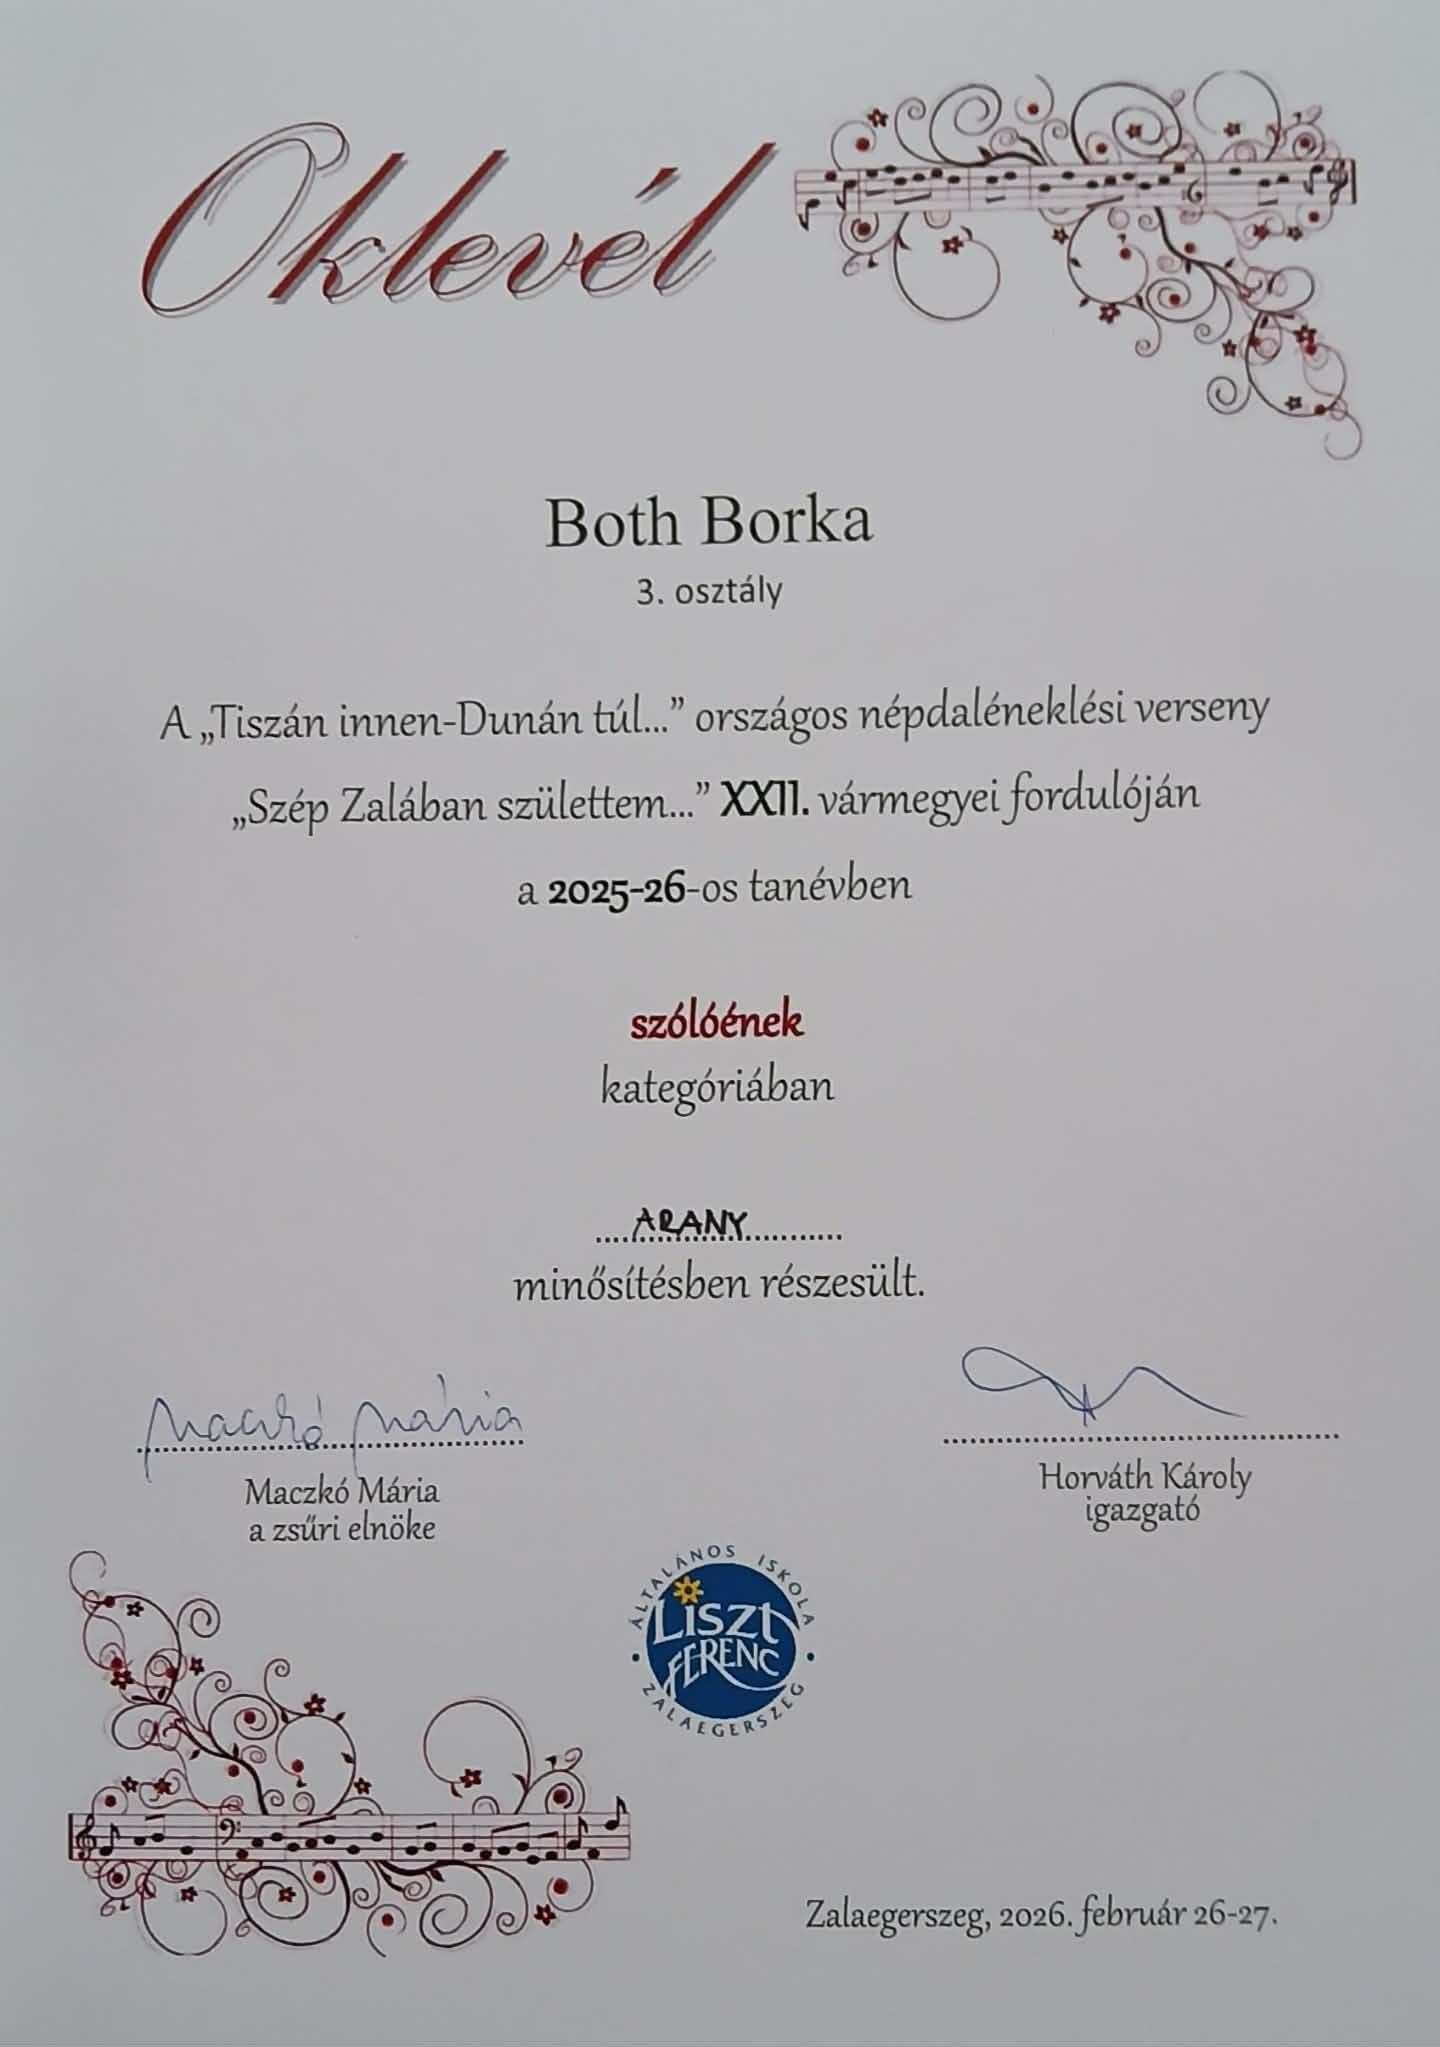 Oklevél
Both Borka
3. osztály
A „Tiszán innen-Dunán túl...” országos népdaléneklési verseny
„Szép Zalában születtem...” XXII. vármegyei fordulóján
a 2025-26-os tanévben
szólóének
kategóriában
ARANY
minősítésben részesült.
Maczkó Mária
Maczkó Mária
a zsűri elnöke
Horváth Károly
igazgató
ÁLTALÁNOS ISKOLA
LISZT
FERENC
ZALAEGERSZEG
Zalaegerszeg, 2026. február 26-27.